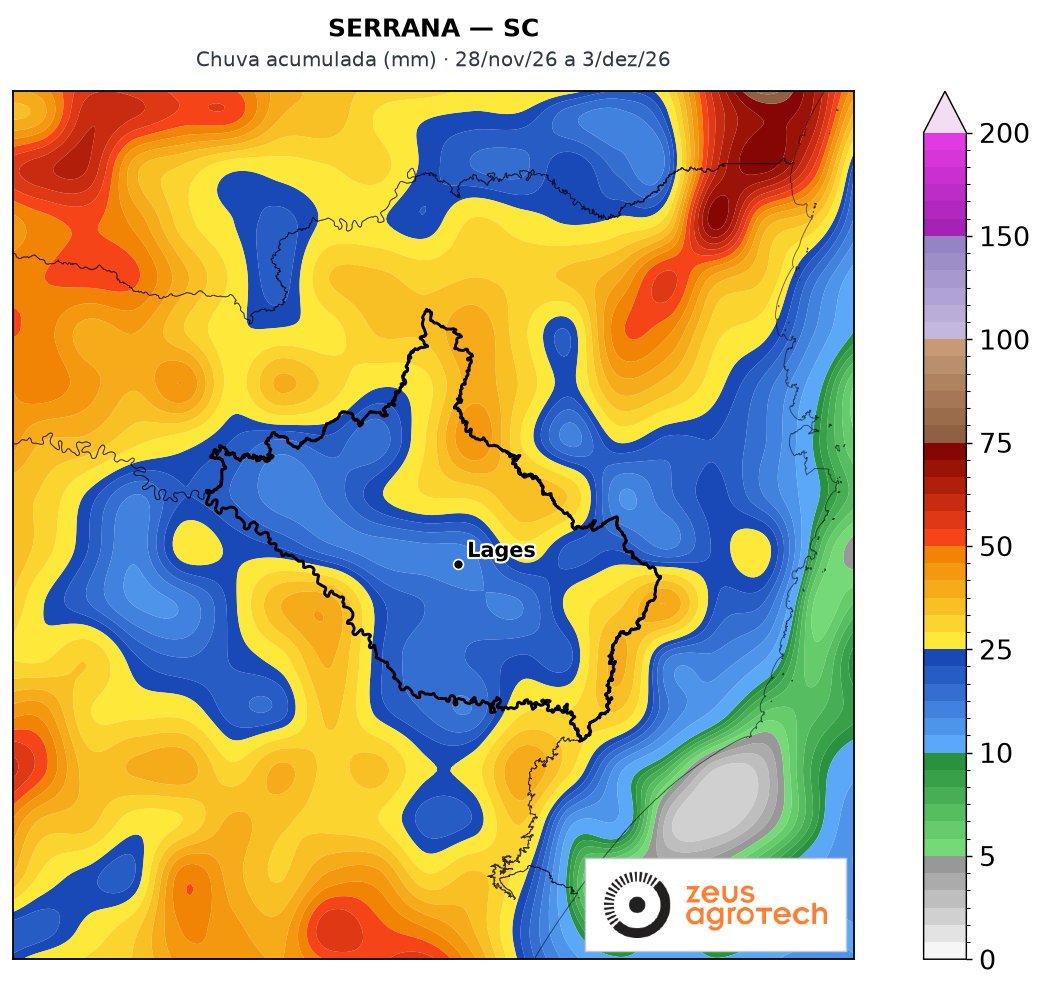 SERRANA — SC
Chuva acumulada (mm) · 28/nov/26 a 3/dez/26
200
150
100
75
50
25
10
5
0
Lages
zeus
agrotech